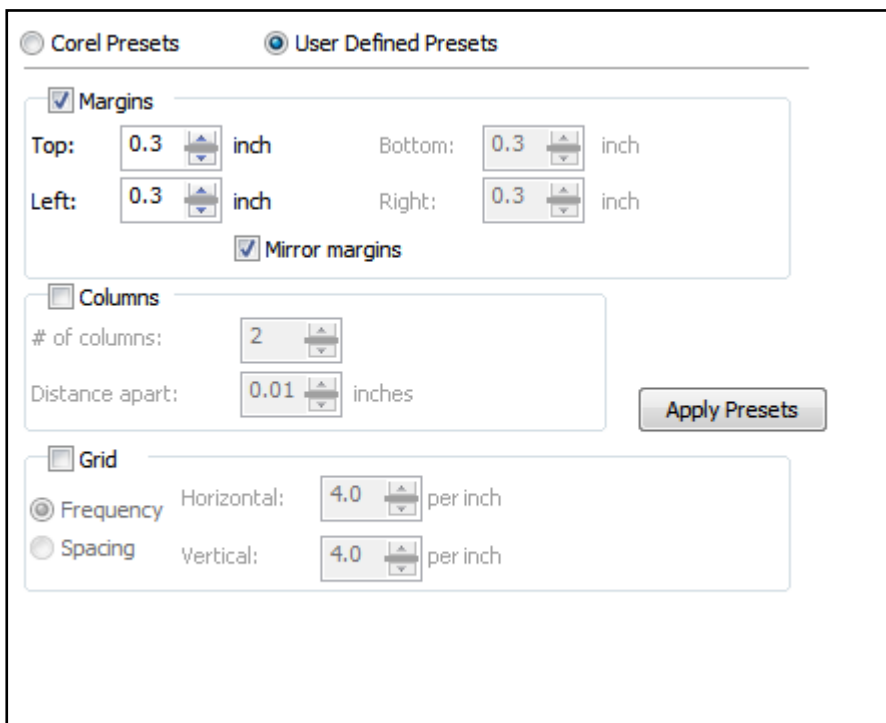 Corel Presets User Defined Presets
Margins
Top: 0.3 inch Bottom: 0.3 inch
Left: 0.3 inch Right: 0.3 inch
Mirror margins
Columns
# of columns: 2
Distance apart: 0.01 inches
Apply Presets
Grid
Frequency Horizontal: 4.0 per inch
Spacing Vertical: 4.0 per inch